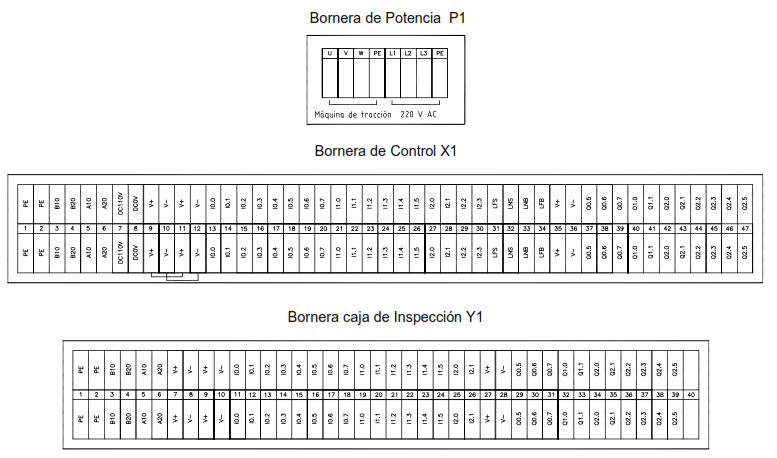 Bornera de Potencia P1
U V W PE L1 L2 L3 PE
Máquina de tracción 220 V AC
Bornera de Control X1
PE PE B10 B20 A10 A20 DC110V DC0V V+ V- V+ V- I0.0 I0.1 I0.2 I0.3 I0.4 I0.5 I0.6 I0.7 I1.0 I1.1 I1.2 I1.3 I1.4 I1.5 I2.0 I2.1 I2.2 I2.3 LFS LNS LNB LFB V+ V- Q0.5 Q0.6 Q0.7 Q1.0 Q1.1 Q2.0 Q2.1 Q2.2 Q2.3 Q2.4 Q2.5
1 2 3 4 5 6 7 8 9 10 11 12 13 14 15 16 17 18 19 20 21 22 23 24 25 26 27 28 29 30 31 32 33 34 35 36 37 38 39 40 41 42 43 44 45 46 47
PE PE B10 B20 A10 A20 DC110V DC0V V+ V- V+ V- I0.0 I0.1 I0.2 I0.3 I0.4 I0.5 I0.6 I0.7 I1.0 I1.1 I1.2 I1.3 I1.4 I1.5 I2.0 I2.1 I2.2 I2.3 LFS LNS LNB LFB V+ V- Q0.5 Q0.6 Q0.7 Q1.0 Q1.1 Q2.0 Q2.1 Q2.2 Q2.3 Q2.4 Q2.5
Bornera caja de Inspección Y1
PE PE B10 B20 A10 A20 V+ V- V+ V- I0.0 I0.1 I0.2 I0.3 I0.4 I0.5 I0.6 I0.7 I1.0 I1.1 I1.2 I1.3 I1.4 I1.5 I2.0 I2.1 V+ V- Q0.5 Q0.6 Q0.7 Q1.0 Q1.1 Q2.0 Q2.1 Q2.2 Q2.3 Q2.4 Q2.5
1 2 3 4 5 6 7 8 9 10 11 12 13 14 15 16 17 18 19 20 21 22 23 24 25 26 27 28 29 30 31 32 33 34 35 36 37 38 39 40
PE PE B10 B20 A10 A20 V+ V- V+ V- I0.0 I0.1 I0.2 I0.3 I0.4 I0.5 I0.6 I0.7 I1.0 I1.1 I1.2 I1.3 I1.4 I1.5 I2.0 I2.1 V+ V- Q0.5 Q0.6 Q0.7 Q1.0 Q1.1 Q2.0 Q2.1 Q2.2 Q2.3 Q2.4 Q2.5